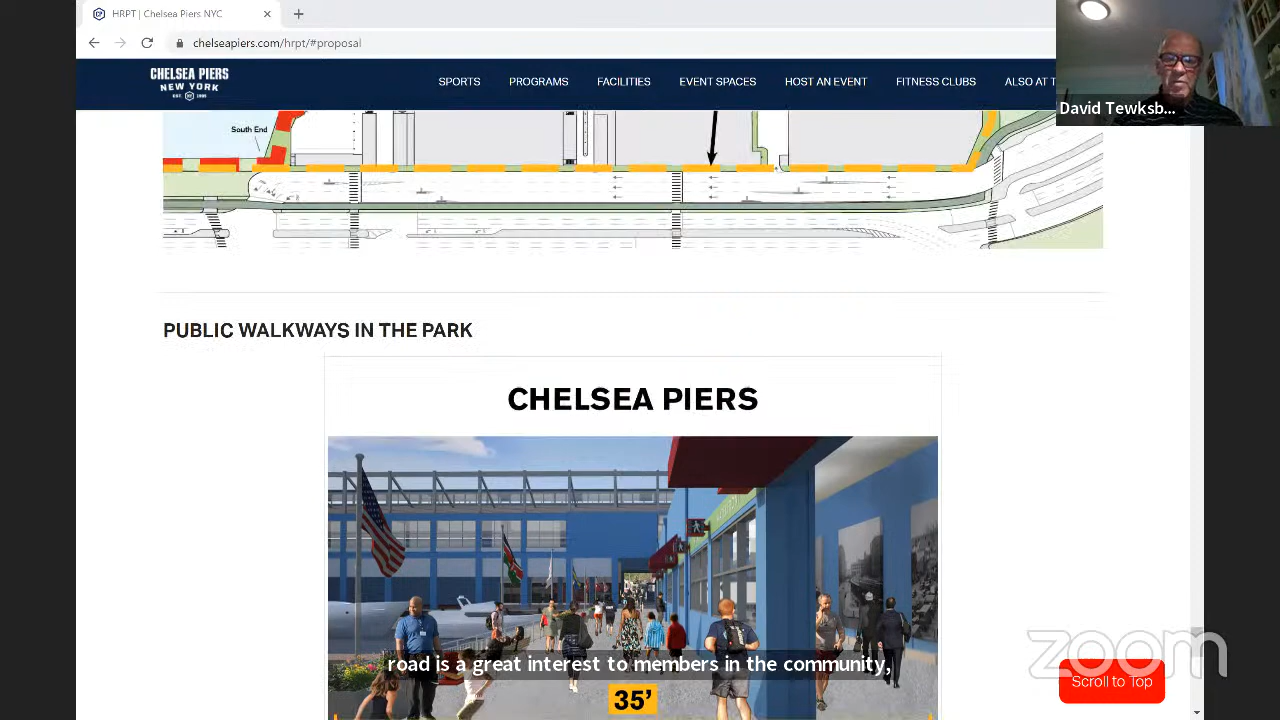 HRPT | Chelsea Piers NYC
chelseapiers.com/hrpt/#proposal
CHELSEA PIERS
NEW YORK
SPORTS PROGRAMS FACILITIES EVENT SPACES HOST AN EVENT FITNESS CLUBS ALSO AT T
David Tewksb...
South End
PUBLIC WALKWAYS IN THE PARK
CHELSEA PIERS
road is a great interest to members in the community,
35’
zoom
Scroll to Top